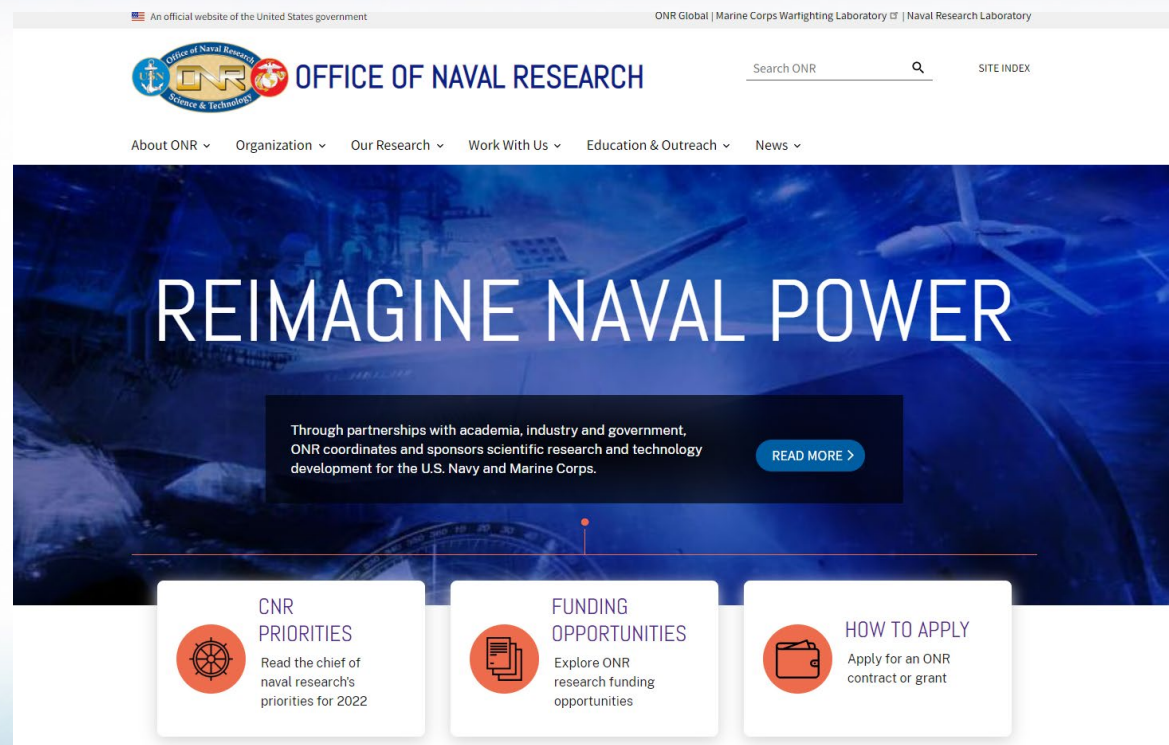 An official website of the United States government
ONR Global | Marine Corps Warfighting Laboratory | Naval Research Laboratory
Office of Naval Research
USN ONR
Science & Technology
OFFICE OF NAVAL RESEARCH
Search ONR
SITE INDEX
About ONR
Organization
Our Research
Work With Us
Education & Outreach
News
REIMAGINE NAVAL POWER
Through partnerships with academia, industry and government,
ONR coordinates and sponsors scientific research and technology
development for the U.S. Navy and Marine Corps.
READ MORE >
360 10 20 30
CNR
PRIORITIES
Read the chief of
naval research's
priorities for 2022
FUNDING
OPPORTUNITIES
Explore ONR
research funding
opportunities
HOW TO APPLY
Apply for an ONR
contract or grant